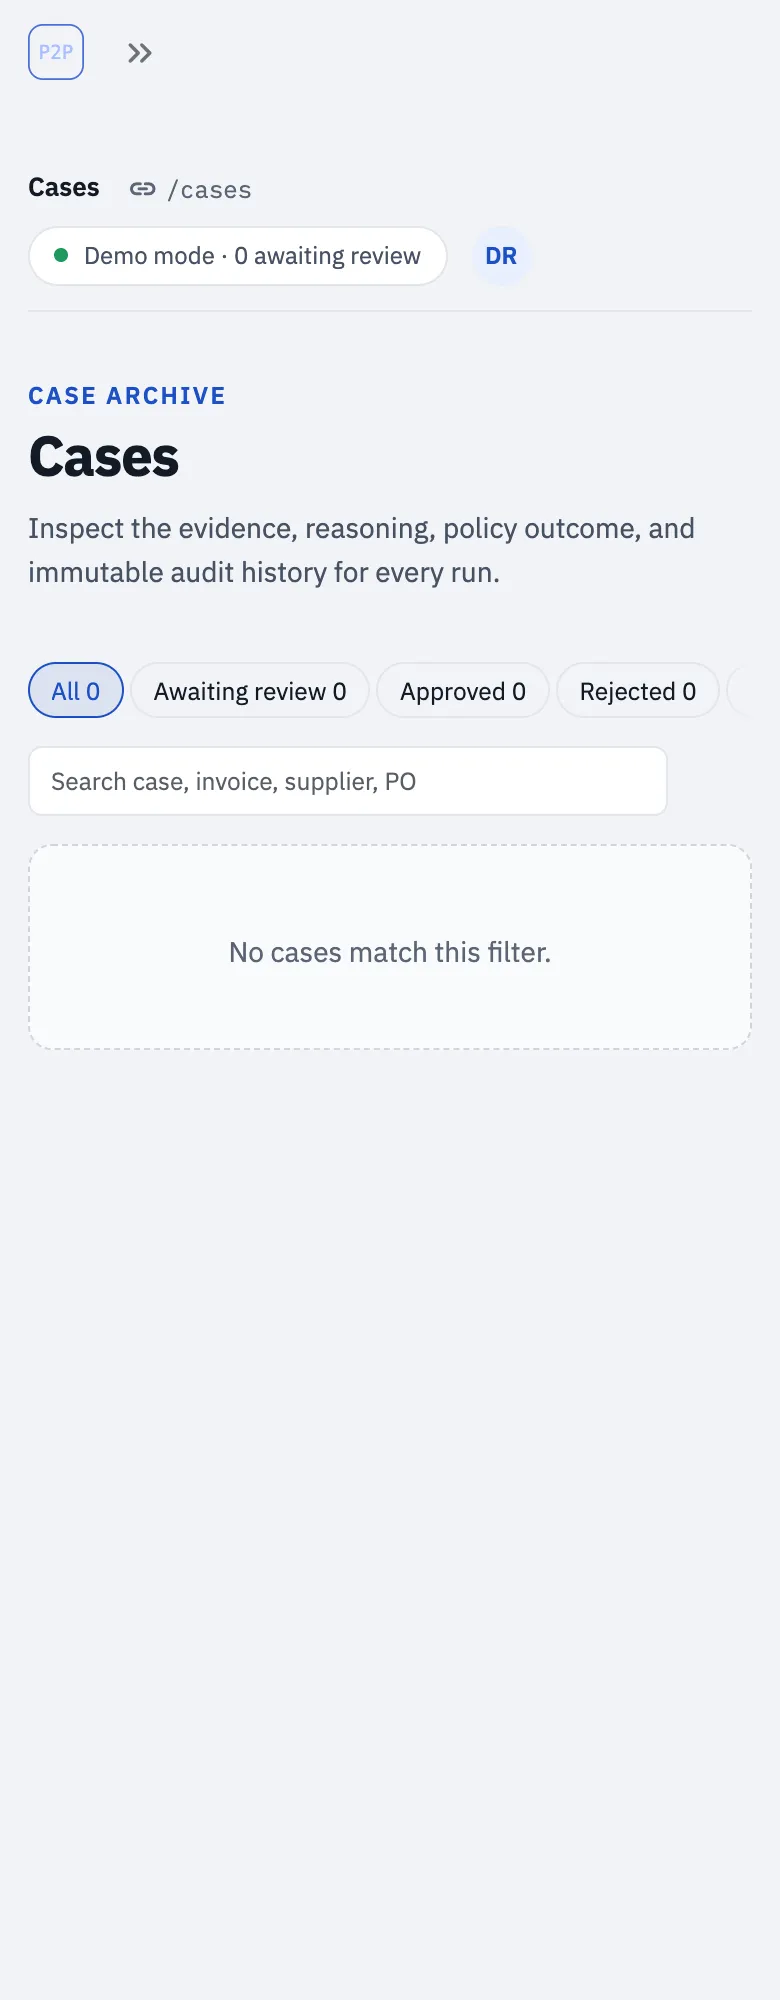 P2P
Cases /cases
Demo mode · 0 awaiting review DR
CASE ARCHIVE
Cases
Inspect the evidence, reasoning, policy outcome, and
immutable audit history for every run.
All 0 Awaiting review 0 Approved 0 Rejected 0
Search case, invoice, supplier, PO
No cases match this filter.